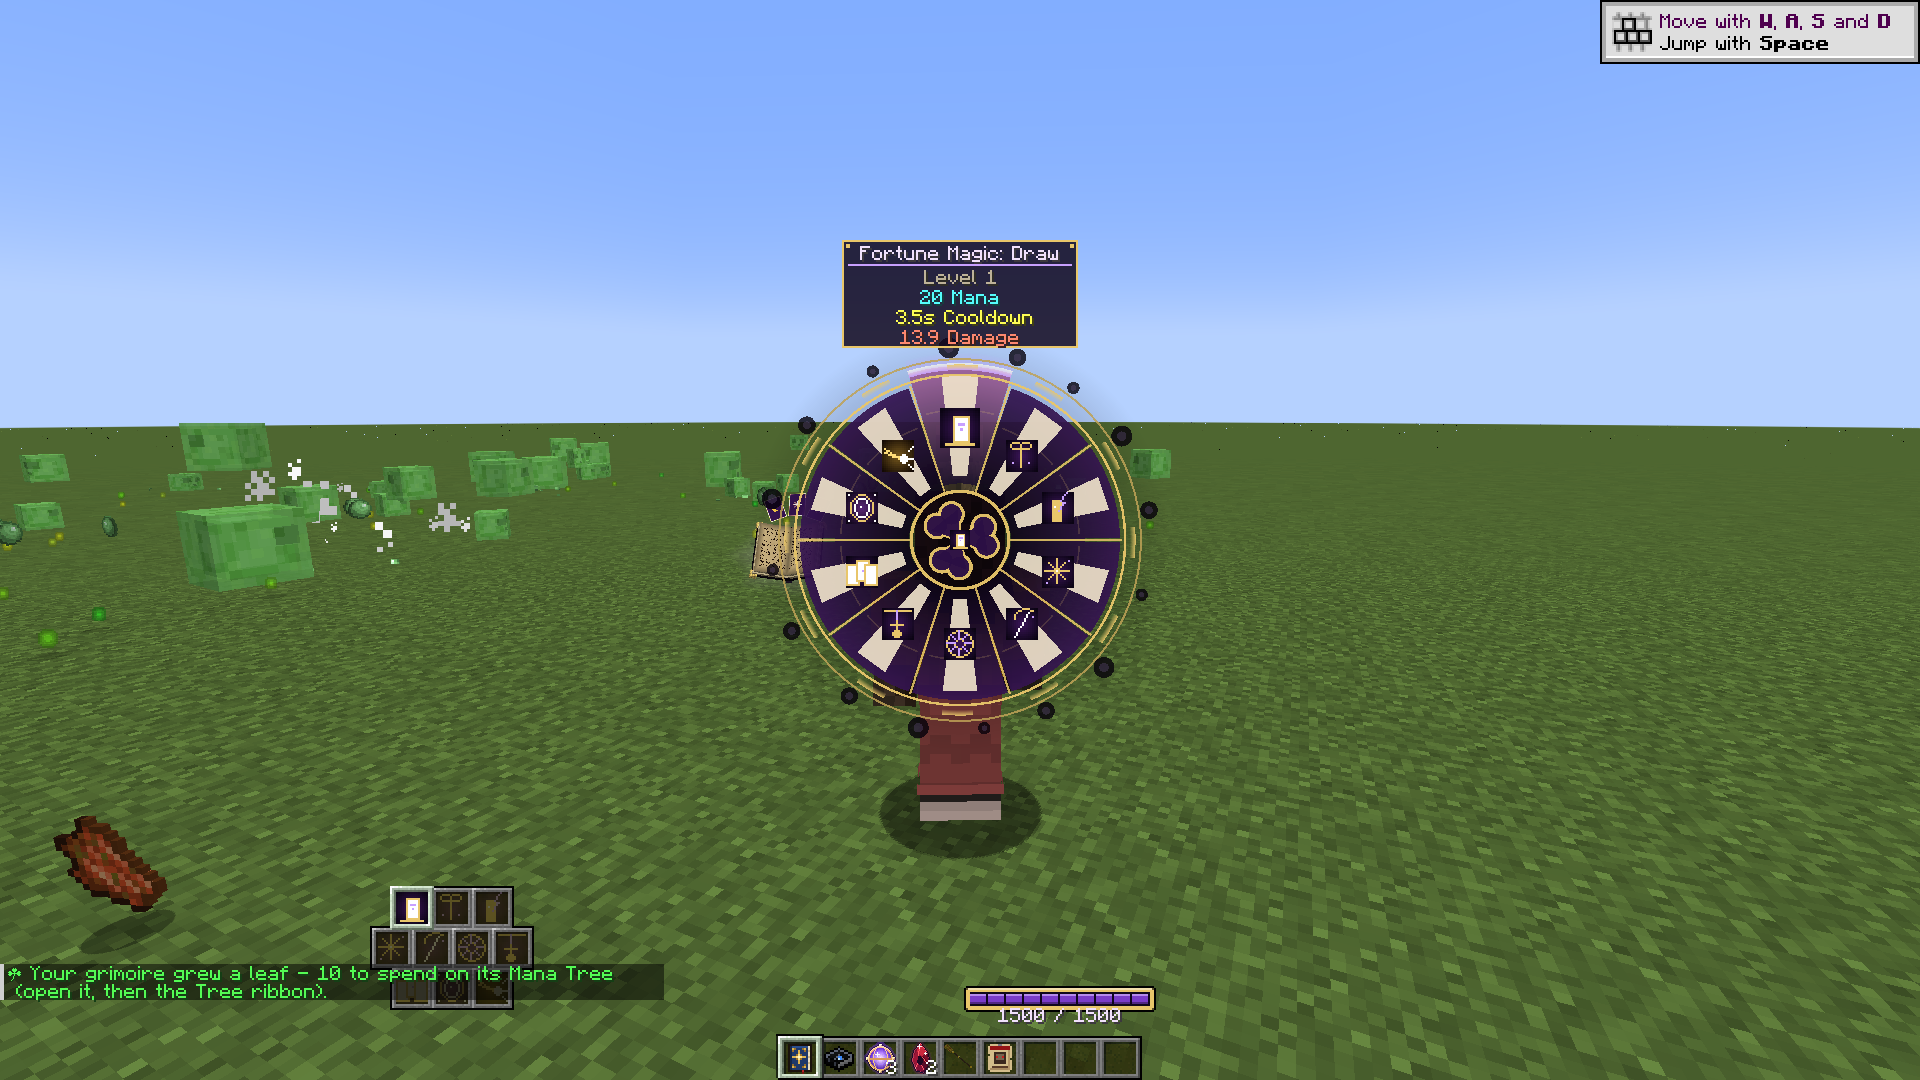 Move with W, A, S and D
Jump with Space
Fortune Magic: Draw
Level 1
20 Mana
3.5s Cooldown
13.9 Damage
☘ Your grimoire grew a leaf - 10 to spend on its Mana Tree
(open it, then the Tree ribbon).
1500 / 1500
3
2